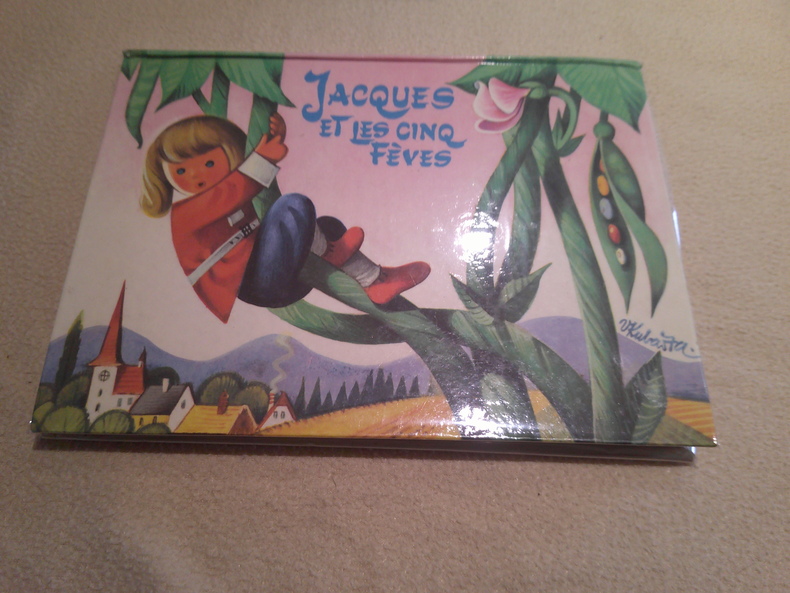 JACQUES
ET LES CINQ
FÈVES
V. Kubašta.